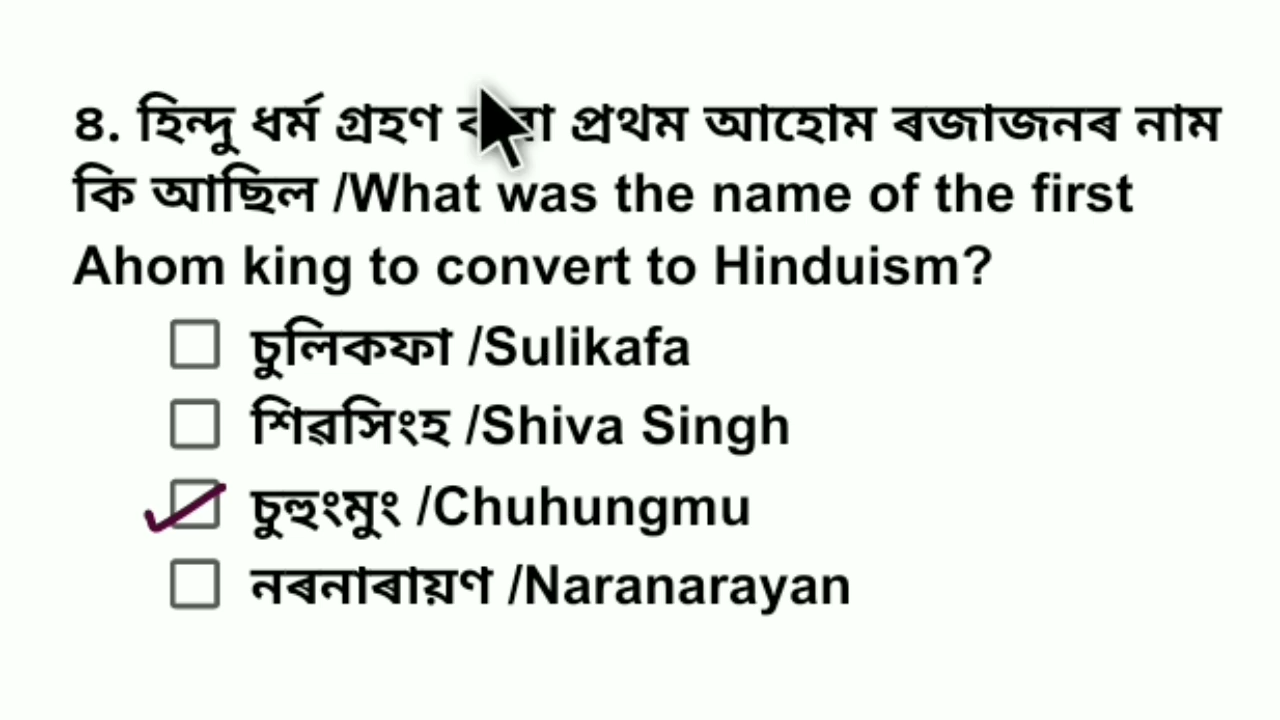 ৪. হিন্দু ধৰ্ম গ্ৰহণ প্ৰথম আহোম ৰজাজনৰ নাম
কি আছিল /What was the name of the first
Ahom king to convert to Hinduism?
চুলিকফা /Sulikafa
শিৱসিংহ /Shiva Singh
চুহুংমুং /Chuhungmu
নৰনাৰায়ণ /Naranarayan